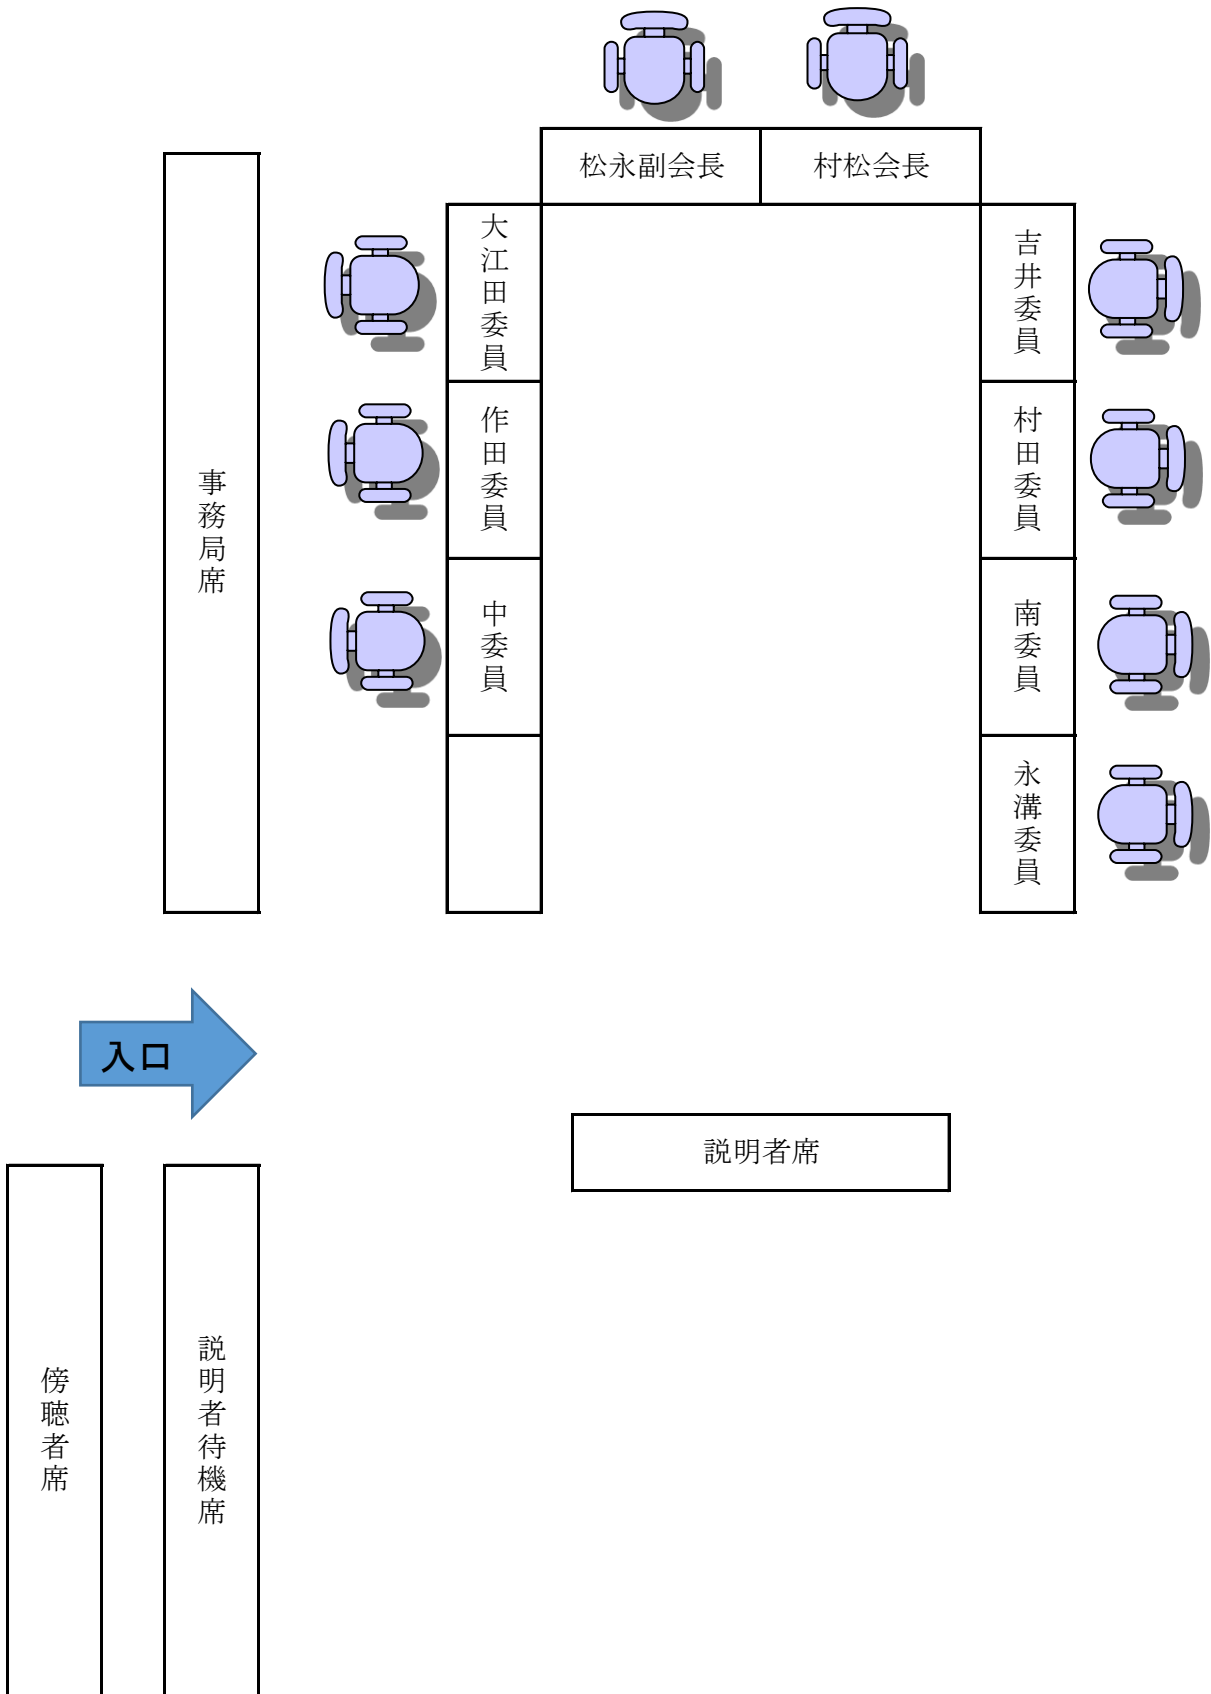 松永副会長
村松会長
大江田委員
作田委員
中委員
吉井委員
村田委員
南委員
永溝委員
事務局席
入口
説明者席
傍聴者席
説明者待機席